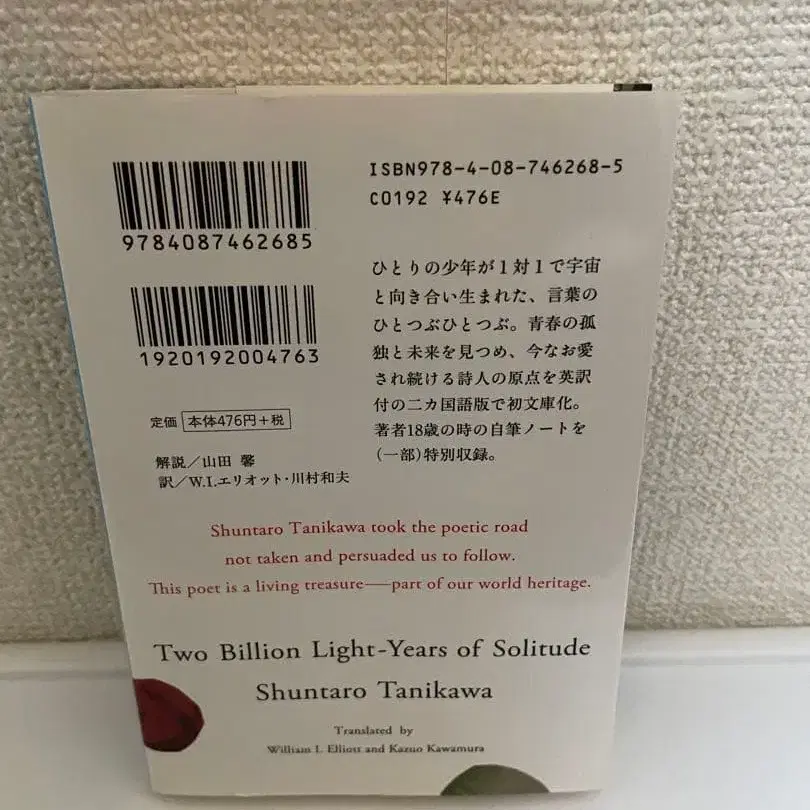 ISBN978-4-08-746268-5
C0192 ¥476E
9784087462685
1920192004763
定価 本体476円+税
解説／山田 馨
訳／W.I.エリオット・川村和夫
ひとりの少年が1対1で宇宙
と向き合い生まれた、言葉の
ひとつぶひとつぶ。青春の孤
独と未来を見つめ、今なお愛
され続ける詩人の原点を英訳
付の二カ国語版で初文庫化。
著者18歳の時の自筆ノートを
(一部)特別収録。
Shuntaro Tanikawa took the poetic road
not taken and persuaded us to follow.
This poet is a living treasure—part of our world heritage.
Two Billion Light-Years of Solitude
Shuntaro Tanikawa
Translated by
William I. Elliott and Kazuo Kawamura